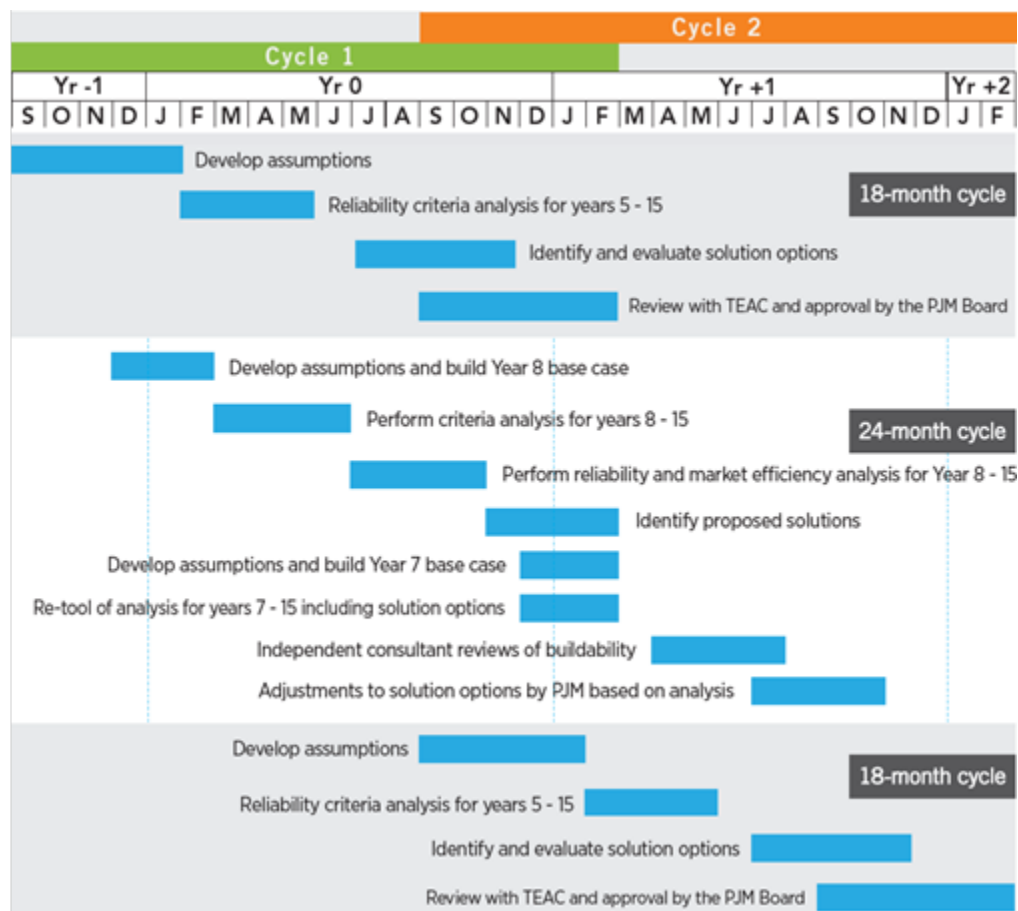 Cycle 2
Cycle 1
Yr -1 Yr 0 Yr +1 Yr +2
S O N D J F M A M J J A S O N D J F M A M J J A S O N D J F
Develop assumptions
18-month cycle
Reliability criteria analysis for years 5 - 15
Identify and evaluate solution options
Review with TEAC and approval by the PJM Board
Develop assumptions and build Year 8 base case
Perform criteria analysis for years 8 - 15
24-month cycle
Perform reliability and market efficiency analysis for Year 8 - 15
Identify proposed solutions
Develop assumptions and build Year 7 base case
Re-tool of analysis for years 7 - 15 including solution options
Independent consultant reviews of buildability
Adjustments to solution options by PJM based on analysis
Develop assumptions
18-month cycle
Reliability criteria analysis for years 5 - 15
Identify and evaluate solution options
Review with TEAC and approval by the PJM Board